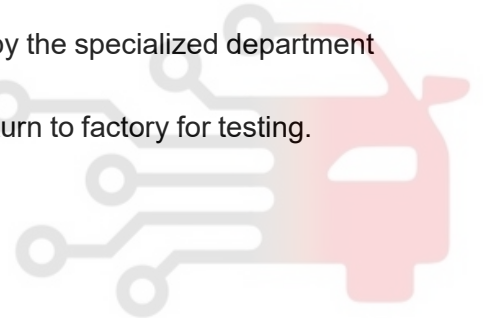 by the specialized department
urn to factory for testing.